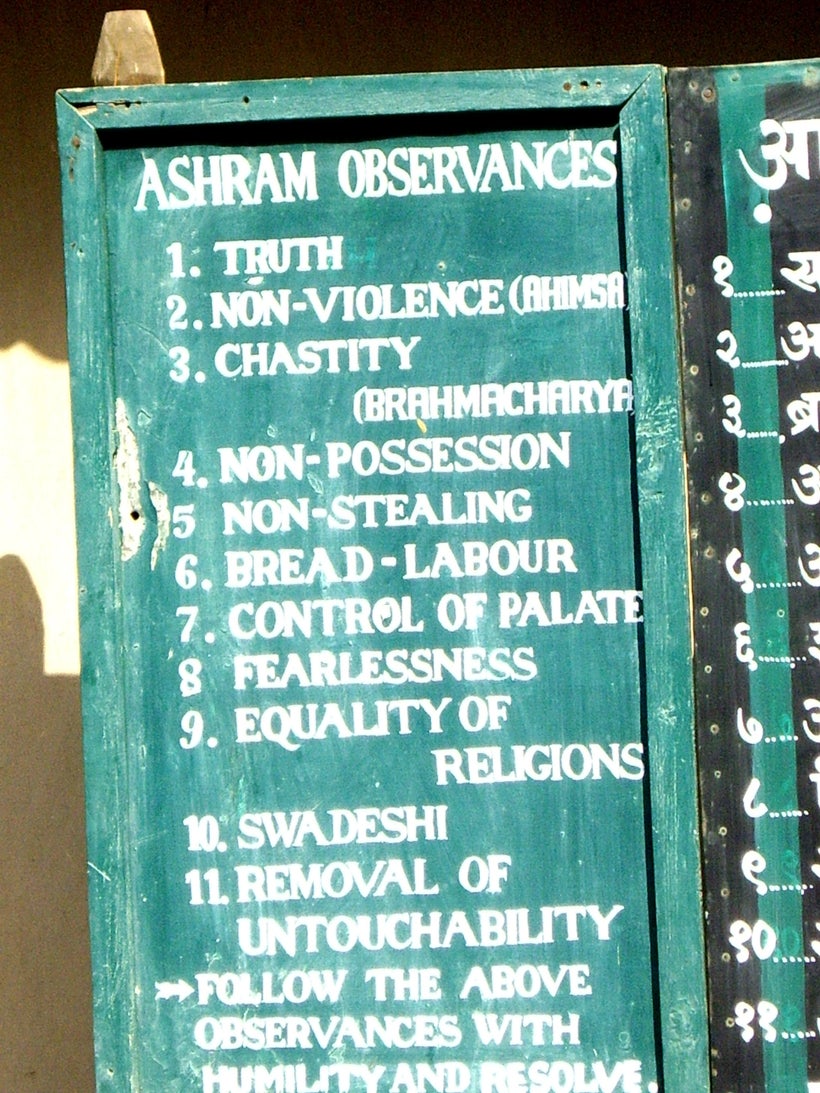 ASHRAM OBSERVANCES
1. TRUTH
2. NON-VIOLENCE (AHIMSA)
3. CHASTITY
(BRAHMACHARYA
4. NON-POSSESSION
5 NON-STEALING
6. BREAD-LABOUR
7. CONTROL OF PALATE
8 FEARLESSNESS
9. EQUALITY OF
RELIGIONS
10. SWADESHI
11. REMOVAL OF
UNTOUCHABILITY
FOLLOW THE ABOVE
OBSERVANCES WITH
HUMILITY AND RESOLVE.
१
२
३
४
५
६
७
८
९
१०
११